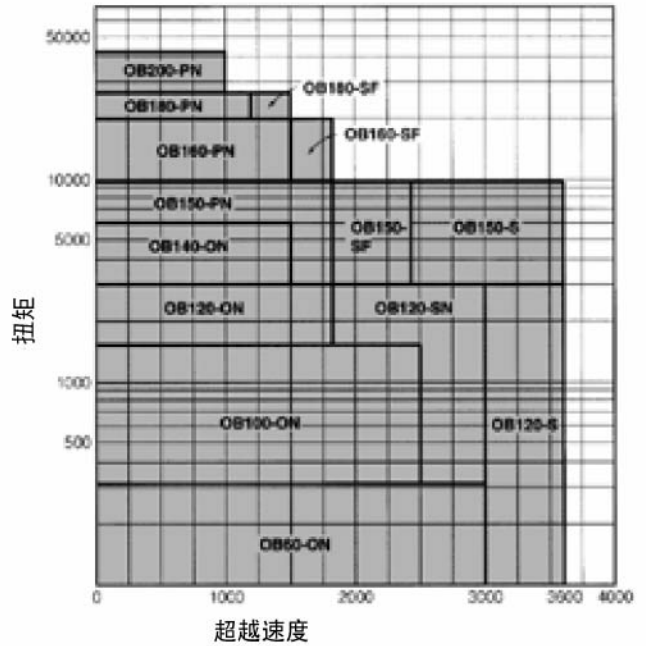 50000
OB200-PN
OB180-SF
OB180-PN
OB160-SF
OB160-PN
10000
OB150-PN
OB150-
SF
OB150-S
5000
OB140-ON
OB120-ON
OB120-SN
扭矩
1000
OB100-ON
OB120-S
500
OB60-ON
0
1000
2000
3000
3600
4000
超越速度